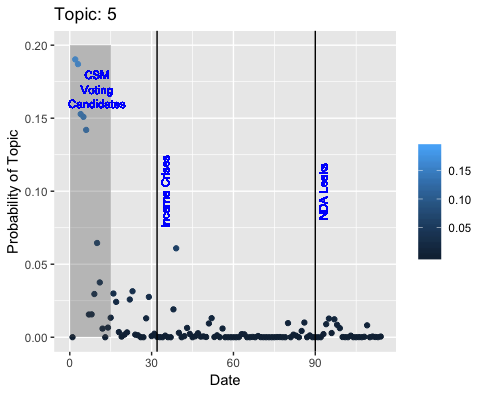 Topic: 5
0.20
0.15
0.10
0.05
0.00
Probability of Topic
CSM
Voting
Candidates
Incarna Crises
NDA Leaks
0
30
60
90
Date
0.15
0.10
0.05